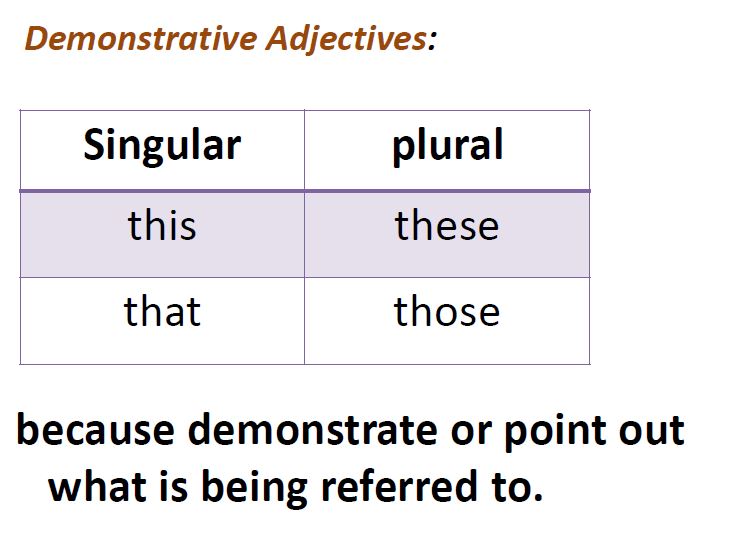 Demonstrative Adjectives:
Singular plural
this these
that those
because demonstrate or point out
what is being referred to.